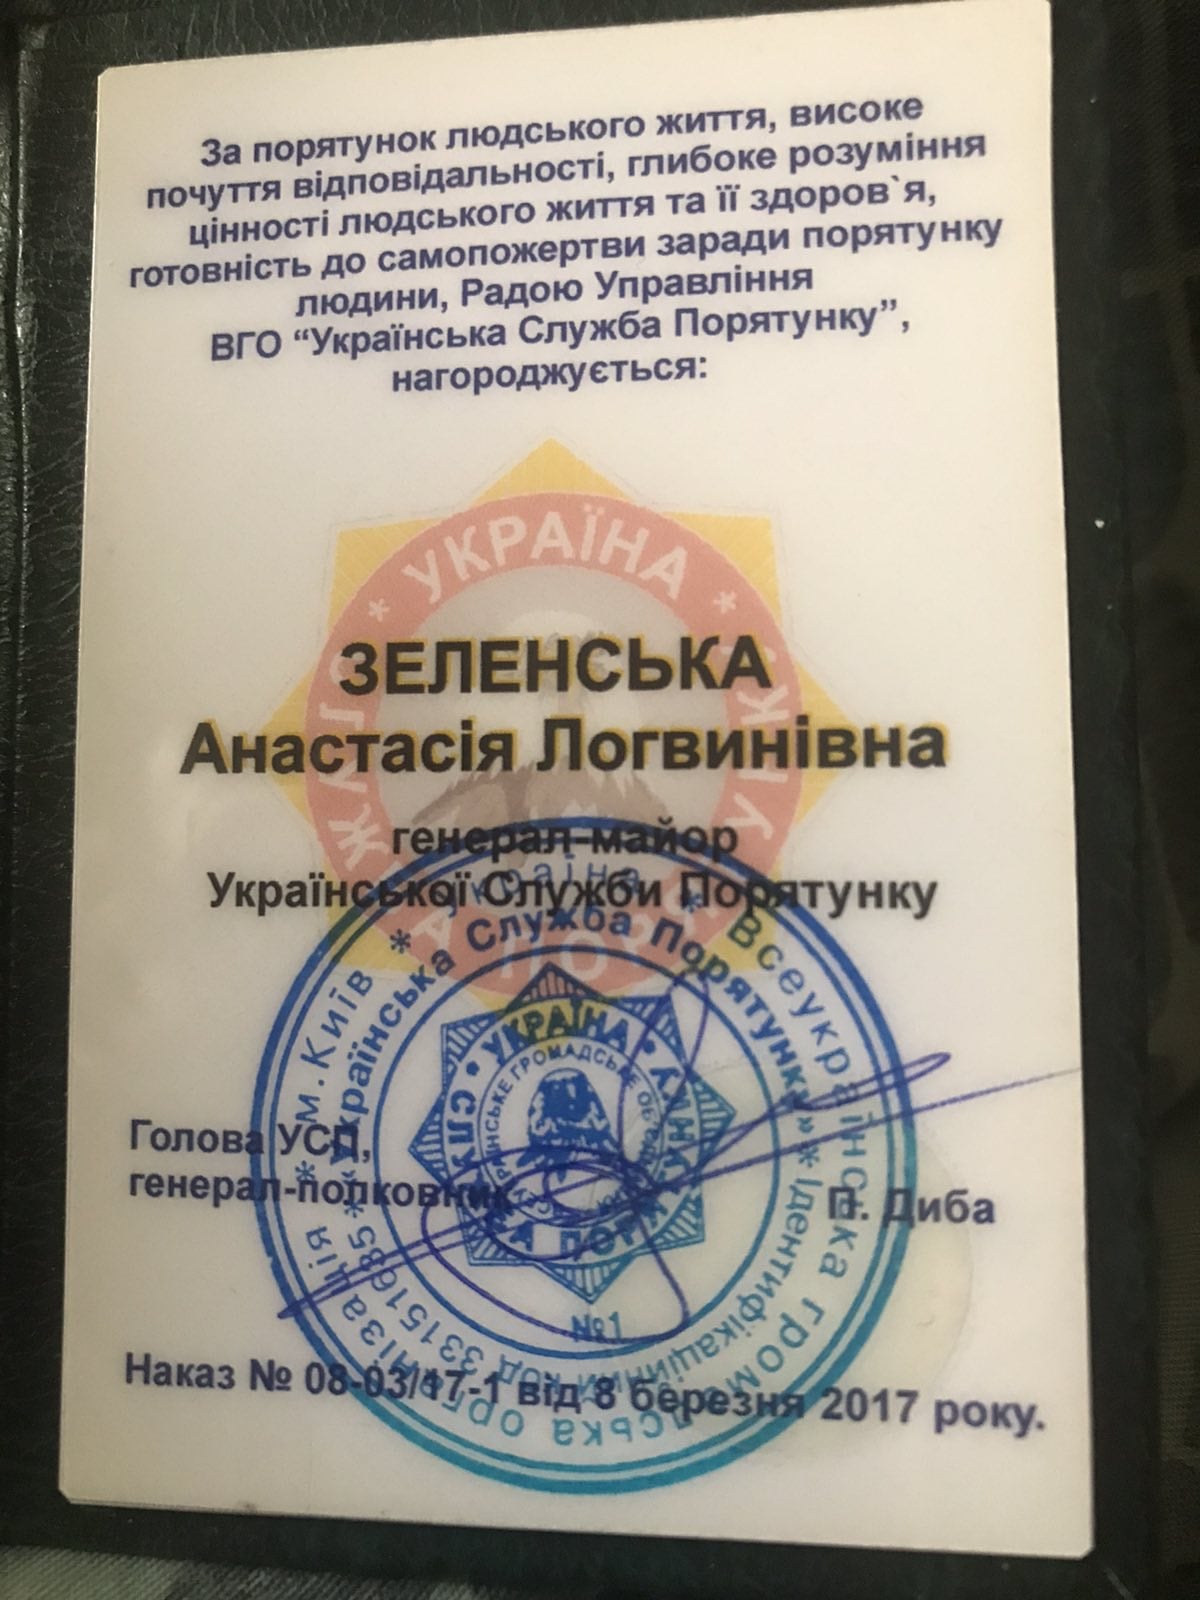 За порятунок людського життя, високе
почуття відповідальності, глибоке розуміння
цінності людського життя та її здоров`я,
готовність до самопожертви заради порятунку
людини, Радою Управління
ВГО “Українська Служба Порятунку”,
нагороджується:
* УКРАЇНА *
ЗЕЛЕНСЬКА
Анастасія Логвинівна
генерал-майор
Української Служби Порятунку
* Україна * Всеукраїнська громадська організація * м.Київ
«Українська Служба Порятунку» * Ідентифікаційний код 33151685 *
• УКРАЇНА •
№1
Голова УСП,
генерал-полковник
П. Диба
Наказ № 08-03/17-1 від 8 березня 2017 року.